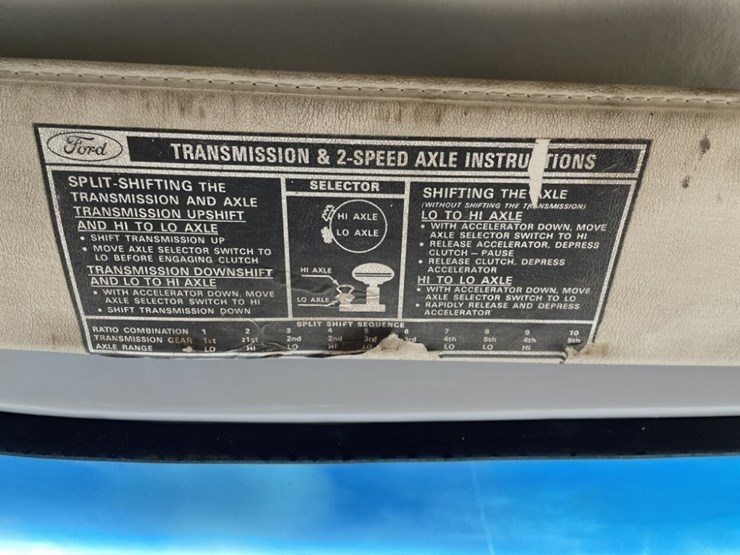 Ford
TRANSMISSION & 2-SPEED AXLE INSTRUCTIONS
SPLIT-SHIFTING THE
TRANSMISSION AND AXLE
TRANSMISSION UPSHIFT
AND HI TO LO AXLE
• SHIFT TRANSMISSION UP
• MOVE AXLE SELECTOR SWITCH TO
LO BEFORE ENGAGING CLUTCH
TRANSMISSION DOWNSHIFT
AND LO TO HI AXLE
• WITH ACCELERATOR DOWN, MOVE
AXLE SELECTOR SWITCH TO HI
• SHIFT TRANSMISSION DOWN
SELECTOR
HI AXLE
LO AXLE
HI AXLE
LO AXLE
SHIFTING THE AXLE
(WITHOUT SHIFTING THE TRANSMISSION)
LO TO HI AXLE
• WITH ACCELERATOR DOWN, MOVE
AXLE SELECTOR SWITCH TO HI
• RELEASE ACCELERATOR, DEPRESS
CLUTCH – PAUSE
• RELEASE CLUTCH, DEPRESS
ACCELERATOR
HI TO LO AXLE
• WITH ACCELERATOR DOWN, MOVE
AXLE SELECTOR SWITCH TO LO
• RAPIDLY RELEASE AND DEPRESS
ACCELERATOR
SPLIT SHIFT SEQUENCE
RATIO COMBINATION 1 2 3 4 5 6 7 8 9 10
TRANSMISSION GEAR 1st 1st 2nd 2nd 3rd 3rd 4th 5th 4th 5th
AXLE RANGE LO HI LO HI LO LO LO HI